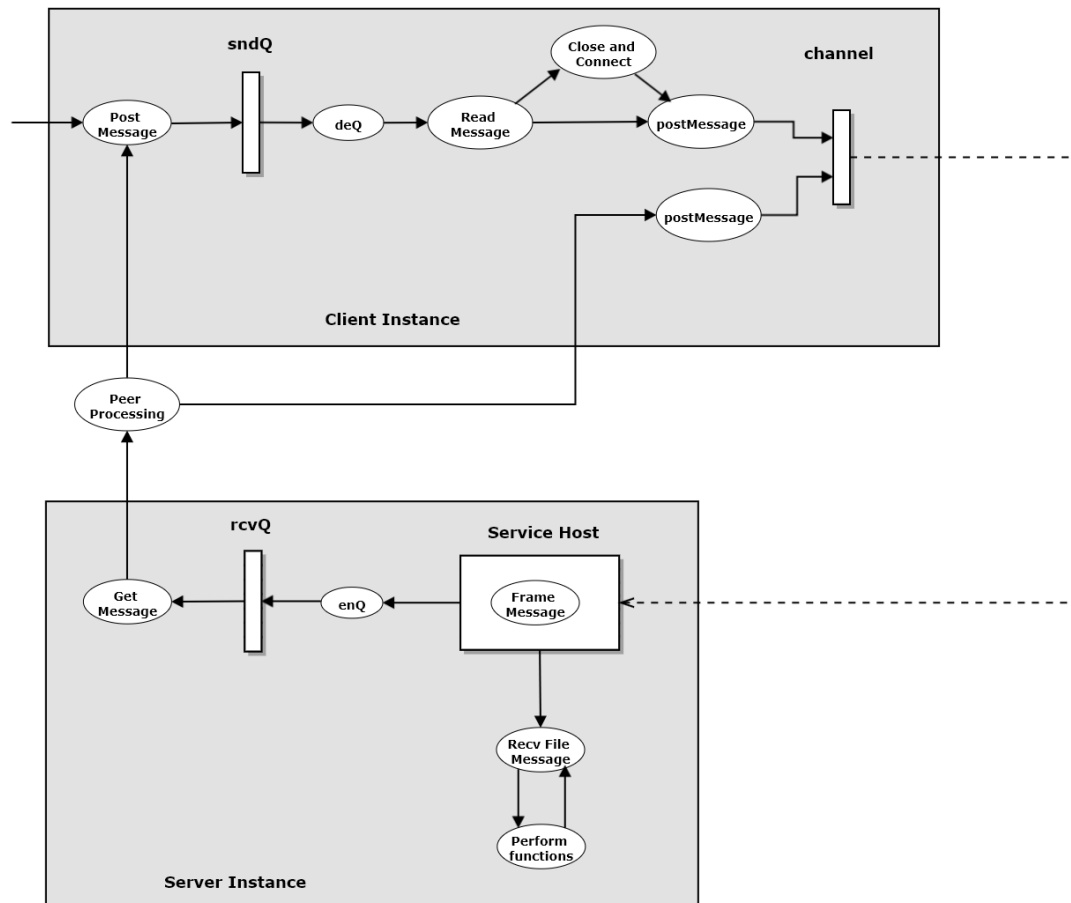 sndQ
Close and
Connect
channel
Post
Message
deQ
Read
Message
postMessage
postMessage
Client Instance
Peer
Processing
rcvQ
Service Host
Get
Message
enQ
Frame
Message
Recv File
Message
Perform
functions
Server Instance